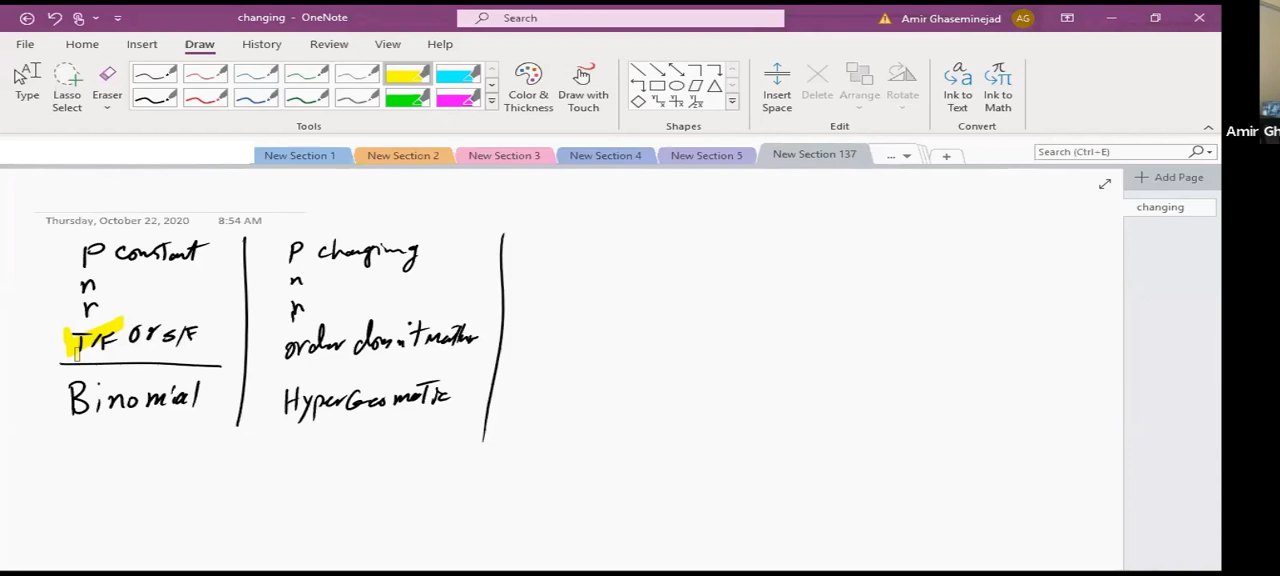 changing - OneNote
Search
Amir Ghaseminejad AG
File Home Insert Draw History Review View Help
Type
Lasso Select
Eraser
Color & Thickness
Draw with Touch
Insert Space
Delete
Arrange
Rotate
Ink to Text
Ink to Math
Tools
Shapes
Edit
Convert
Amir Gh
New Section 1 New Section 2 New Section 3 New Section 4 New Section 5 New Section 137 ...
Search (Ctrl+E)
Add Page
changing
Thursday, October 22, 2020 8:54 AM
P constant
n
r
T/F or S/F
Binomial
P changing
n
r
order doesn't matter
HyperGeometic